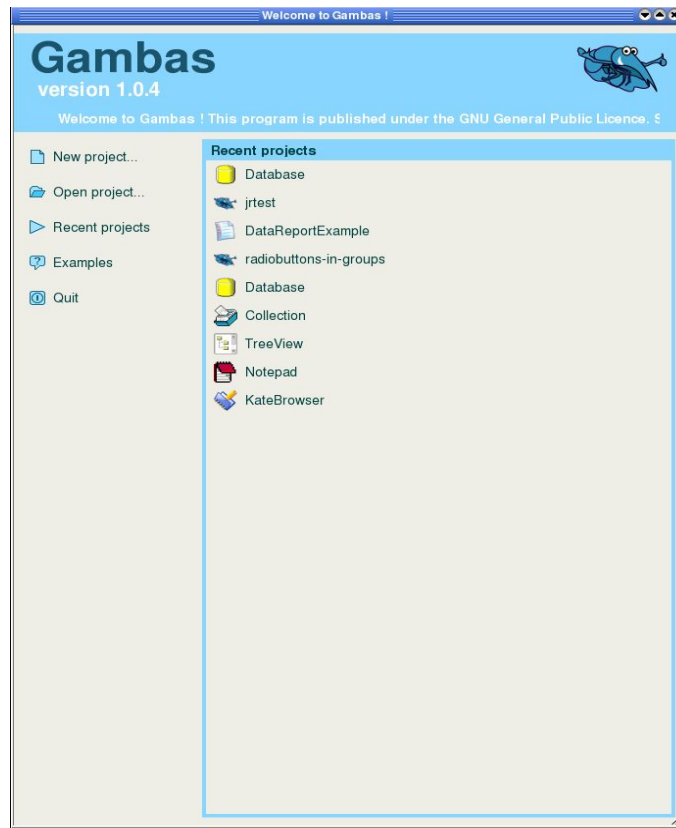 Welcome to Gambas !
Gambas
version 1.0.4
Welcome to Gambas ! This program is published under the GNU General Public Licence. S
New project...
Open project...
Recent projects
Examples
Quit
Recent projects
Database
jrtest
DataReportExample
radiobuttons-in-groups
Database
Collection
TreeView
Notepad
KateBrowser